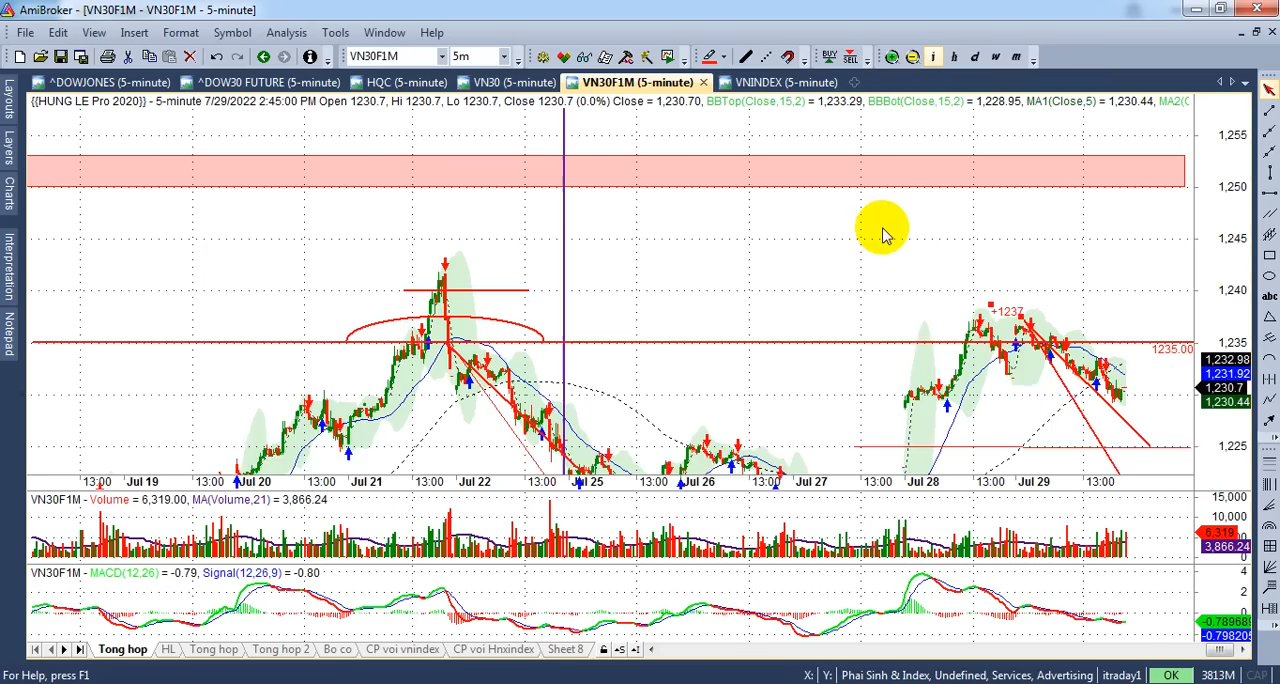 AmiBroker - [VN30F1M - VN30F1M - 5-minute]
File Edit View Insert Format Symbol Analysis Tools Window Help
VN30F1M 5m BUY SELL i h d w m
^DOWJONES (5-minute) ^DOW30 FUTURE (5-minute) HQC (5-minute) VN30 (5-minute) VN30F1M (5-minute) VNINDEX (5-minute)
Layouts
Layers
Charts
Interpretation
Notepad
{{HUNG LE Pro 2020}} - 5-minute 7/29/2022 2:45:00 PM Open 1230.7, Hi 1230.7, Lo 1230.7, Close 1230.7 (0.0%) Close = 1,230.70, BBTop(Close,15,2) = 1,233.29, BBBot(Close,15,2) = 1,228.95, MA1(Close,5) = 1,230.44, MA2(C
1,255
1,250
1,245
1,240
+1237
1,235
1235.00
1,232.98
1,231.92
1,230.7
1,230.44
1,225
abc
13:00 Jul 19 13:00 Jul 20 13:00 Jul 21 13:00 Jul 22 13:00 Jul 25 13:00 Jul 26 13:00 Jul 27 13:00 Jul 28 13:00 Jul 29 13:00
VN30F1M - Volume = 6,319.00, MA(Volume,21) = 3,866.24
15,000
10,000
6,319
3,866.24
VN30F1M - MACD(12,26) = -0.79, Signal(12,26,9) = -0.80
4
2
0
-0.789689
-0.798205
Tong hop HL Tong hop Tong hop 2 Bo co CP voi vnindex CP voi Hnxindex Sheet 8
For Help, press F1 X: Y: Phai Sinh & Index, Undefined, Services, Advertising itraday1 OK 3813M CAP